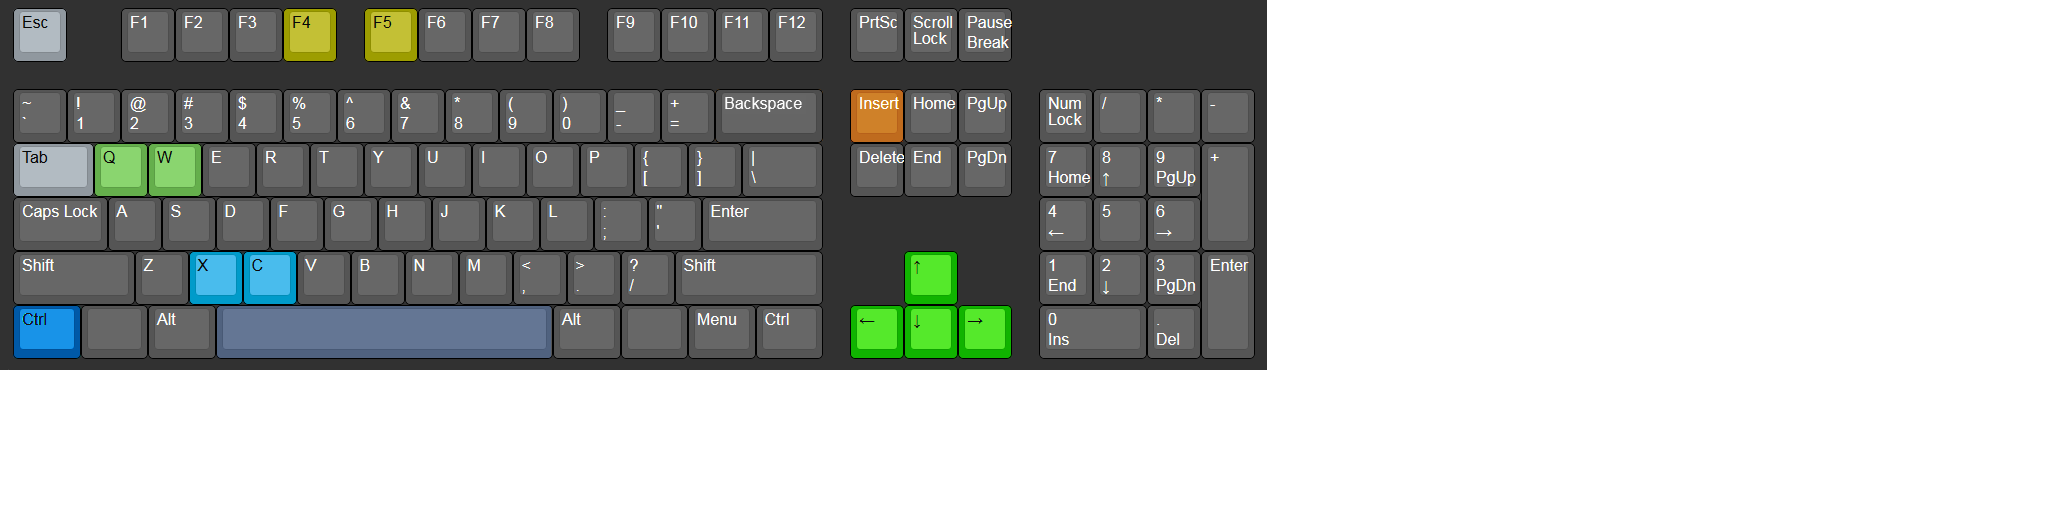 Esc F1 F2 F3 F4 F5 F6 F7 F8 F9 F10 F11 F12 PrtSc Scroll Lock Pause Break
~ ! @ # $ % ^ & * ( ) _ + Backspace Insert Home PgUp Num Lock / * -
` 1 2 3 4 5 6 7 8 9 0 - =
Tab Q W E R T Y U I O P { } | Delete End PgDn 7 8 9 +
[ ] \ Home ↑ PgUp
Caps Lock A S D F G H J K L : " Enter 4 5 6
; ' ← →
Shift Z X C V B N M < > ? Shift ↑ 1 2 3 Enter
, . / End ↓ PgDn
Ctrl Alt Alt Menu Ctrl ← ↓ → 0 .
Ins Del